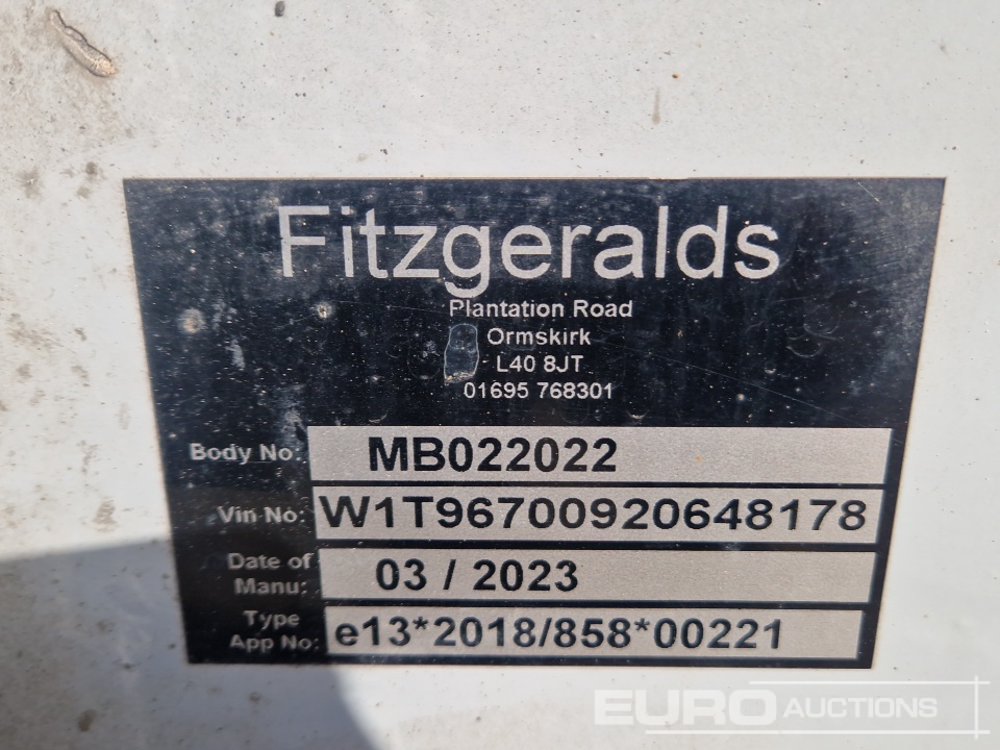 Fitzgeralds
Plantation Road
Ormskirk
L40 8JT
01695 768301
Body No: MB022022
Vin No: W1T96700920648178
Date of
Manu: 03 / 2023
Type
App No: e13*2018/858*00221
EURO AUCTIONS